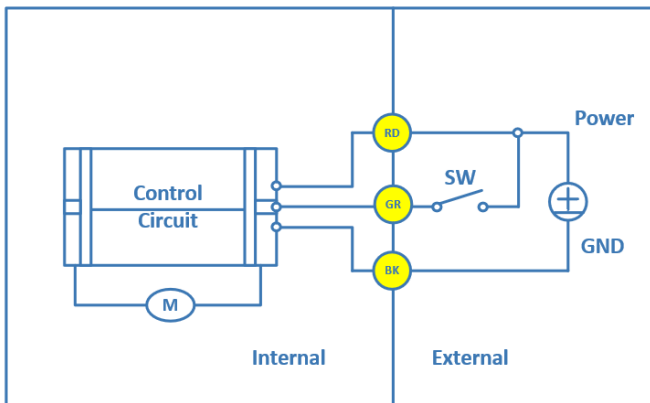 RD
Power
Control
Circuit
GR
SW
GND
BK
M
Internal
External